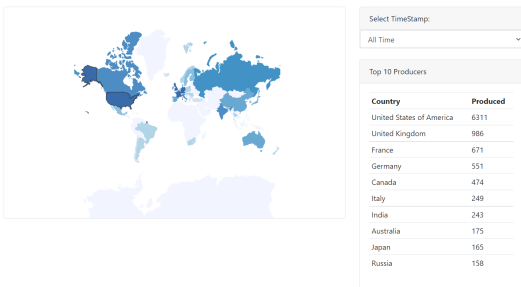 Select TimeStamp:
All Time
Top 10 Producers
Country Produced
United States of America 6311
United Kingdom 986
France 671
Germany 551
Canada 474
Italy 249
India 243
Australia 175
Japan 165
Russia 158